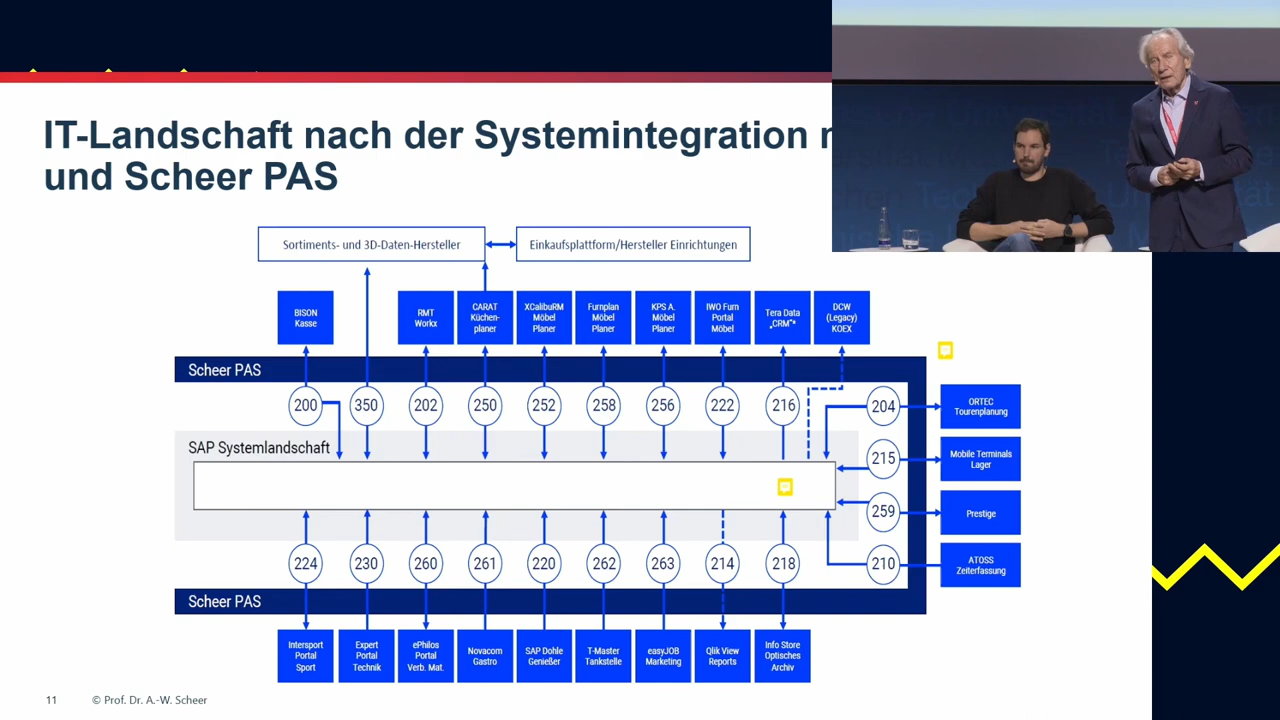 IT-Landschaft nach der Systemintegration
und Scheer PAS
Sortiments- und 3D-Daten-Hersteller
Einkaufsplattform/Hersteller Einrichtungen
BISON
Kasse
RMT
Workx
CARAT
Küchen-
planer
XCalibuRM
Möbel
Planer
Furnplan
Möbel
Planer
KPS A.
Möbel
Planer
IWO Furn
Portal
Möbel
Tera Data
„CRM“*
DCW
(Legacy)
KOEX
Scheer PAS
200
350
202
250
252
258
256
222
216
204
ORTEC
Tourenplanung
SAP Systemlandschaft
215
Mobile Terminals
Lager
259
Prestige
224
230
260
261
220
262
263
214
218
210
ATOSS
Zeiterfassung
Scheer PAS
Intersport
Portal
Sport
Expert
Portal
Technik
ePhilos
Portal
Verb. Mat.
Novacom
Gastro
SAP Dohle
Genießer
T-Master
Tankstelle
easyJOB
Marketing
Qlik View
Reports
Info Store
Optisches
Archiv
11
© Prof. Dr. A.-W. Scheer